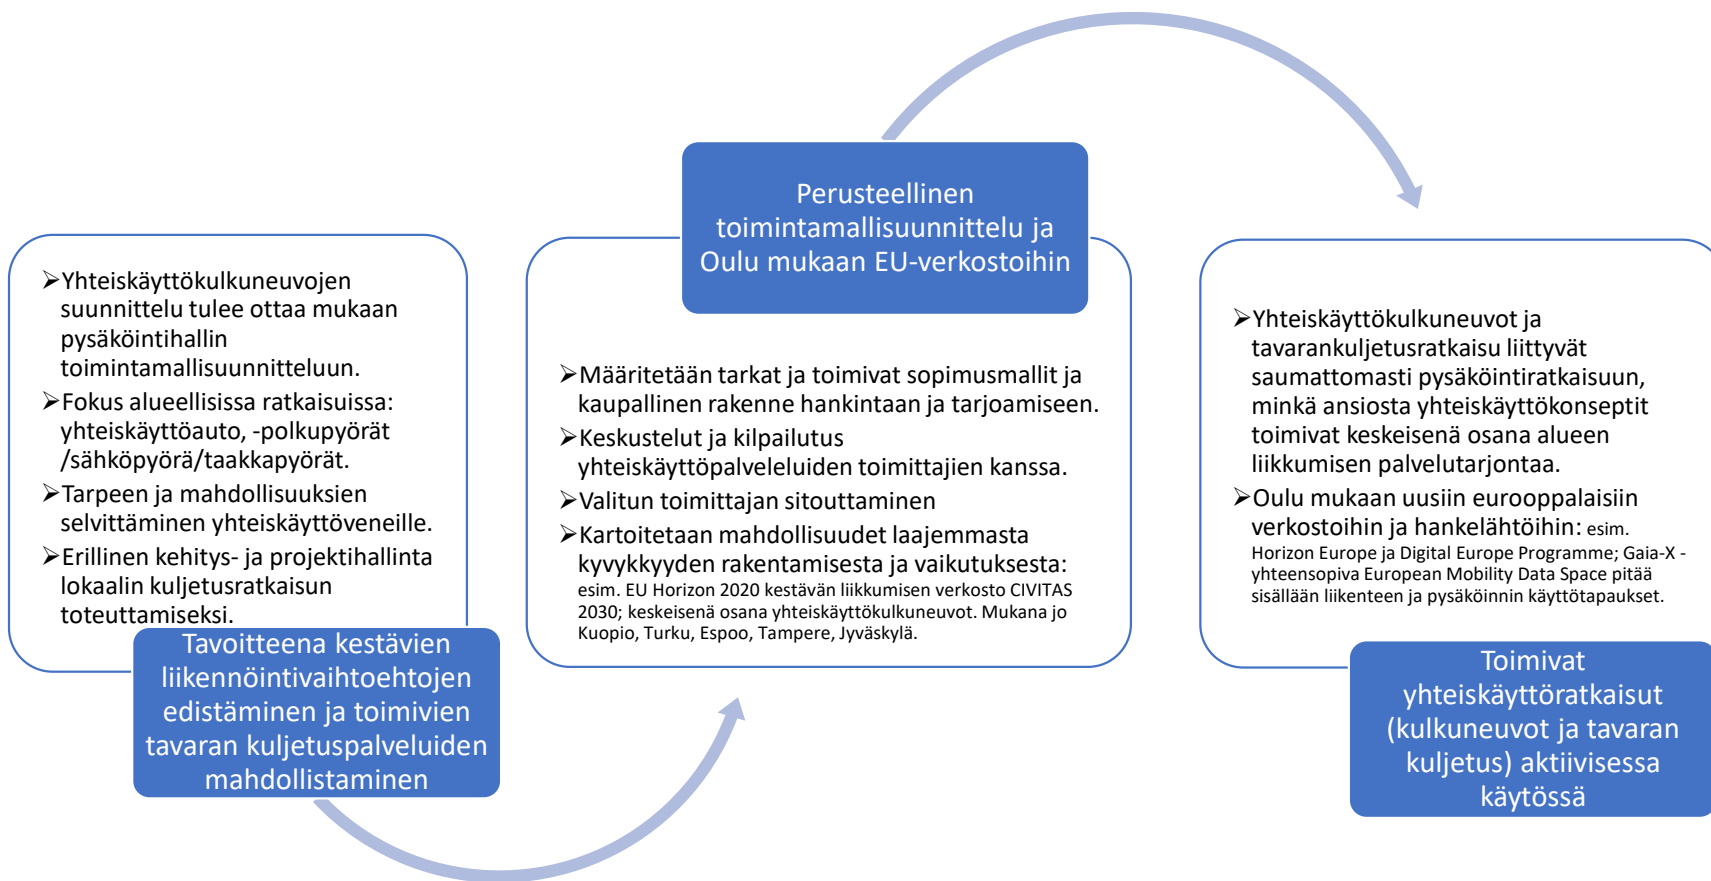 ➢Yhteiskäyttökulkuneuvojen
suunnittelu tulee ottaa mukaan
pysäköintihallin
toimintamallisuunnitteluun.
➢Fokus alueellisissa ratkaisuissa:
yhteiskäyttöauto, -polkupyörät
/sähköpyörä/taakkapyörät.
➢Tarpeen ja mahdollisuuksien
selvittäminen yhteiskäyttöveneille.
➢Erillinen kehitys- ja projektihallinta
lokaalin kuljetusratkaisun
toteuttamiseksi.
Tavoitteena kestävien
liikennöintivaihtoehtojen
edistäminen ja toimivien
tavaran kuljetuspalveluiden
mahdollistaminen
Perusteellinen
toimintamallisuunnittelu ja
Oulu mukaan EU-verkostoihin
➢Määritetään tarkat ja toimivat sopimusmallit ja
kaupallinen rakenne hankintaan ja tarjoamiseen.
➢Keskustelut ja kilpailutus
yhteiskäyttöpalveleluiden toimittajien kanssa.
➢Valitun toimittajan sitouttaminen
➢Kartoitetaan mahdollisuudet laajemmasta
kyvykkyyden rakentamisesta ja vaikutuksesta:
esim. EU Horizon 2020 kestävän liikkumisen verkosto CIVITAS
2030; keskeisenä osana yhteiskäyttökulkuneuvot. Mukana jo
Kuopio, Turku, Espoo, Tampere, Jyväskylä.
➢Yhteiskäyttökulkuneuvot ja
tavarankuljetusratkaisu liittyvät
saumattomasti pysäköintiratkaisuun,
minkä ansiosta yhteiskäyttökonseptit
toimivat keskeisenä osana alueen
liikkumisen palvelutarjontaa.
➢Oulu mukaan uusiin eurooppalaisiin
verkostoihin ja hankelähtöihin: esim.
Horizon Europe ja Digital Europe Programme; Gaia-X -
yhteensopiva European Mobility Data Space pitää
sisällään liikenteen ja pysäköinnin käyttötapaukset.
Toimivat
yhteiskäyttöratkaisut
(kulkuneuvot ja tavaran
kuljetus) aktiivisessa
käytössä